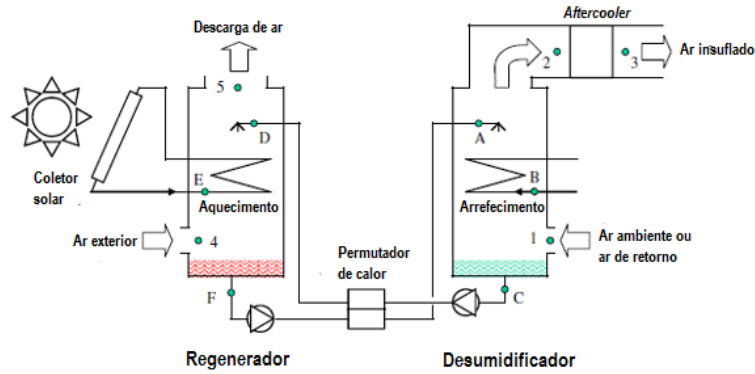 Descarga de ar
Aftercooler
2
3
Ar insuflado
5
D
A
Coletor
solar
E
Aquecimento
B
Arrefecimento
Ar exterior
4
Permutador
de calor
1
Ar ambiente ou
ar de retorno
F
C
Regenerador
Desumidificador